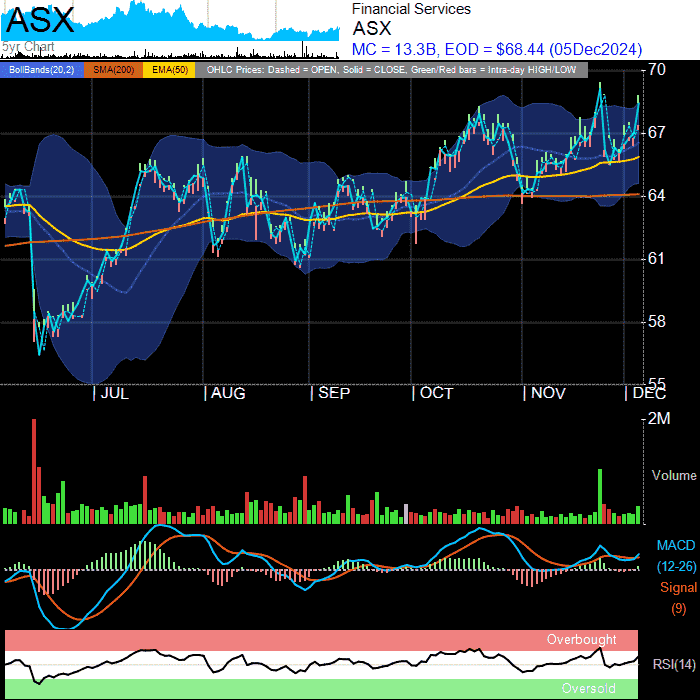 ASX
5yr Chart
Financial Services
ASX
MC = 13.3B, EOD = $68.44 (05Dec2024)
BollBands(20,2) SMA(200) EMA(50) OHLC Prices: Dashed = OPEN, Solid = CLOSE, Green/Red bars = Intra-day HIGH/LOW
70
67
64
61
58
55
JUL AUG SEP OCT NOV DEC
2M
Volume
MACD
(12-26)
Signal
(9)
Overbought
RSI(14)
Oversold